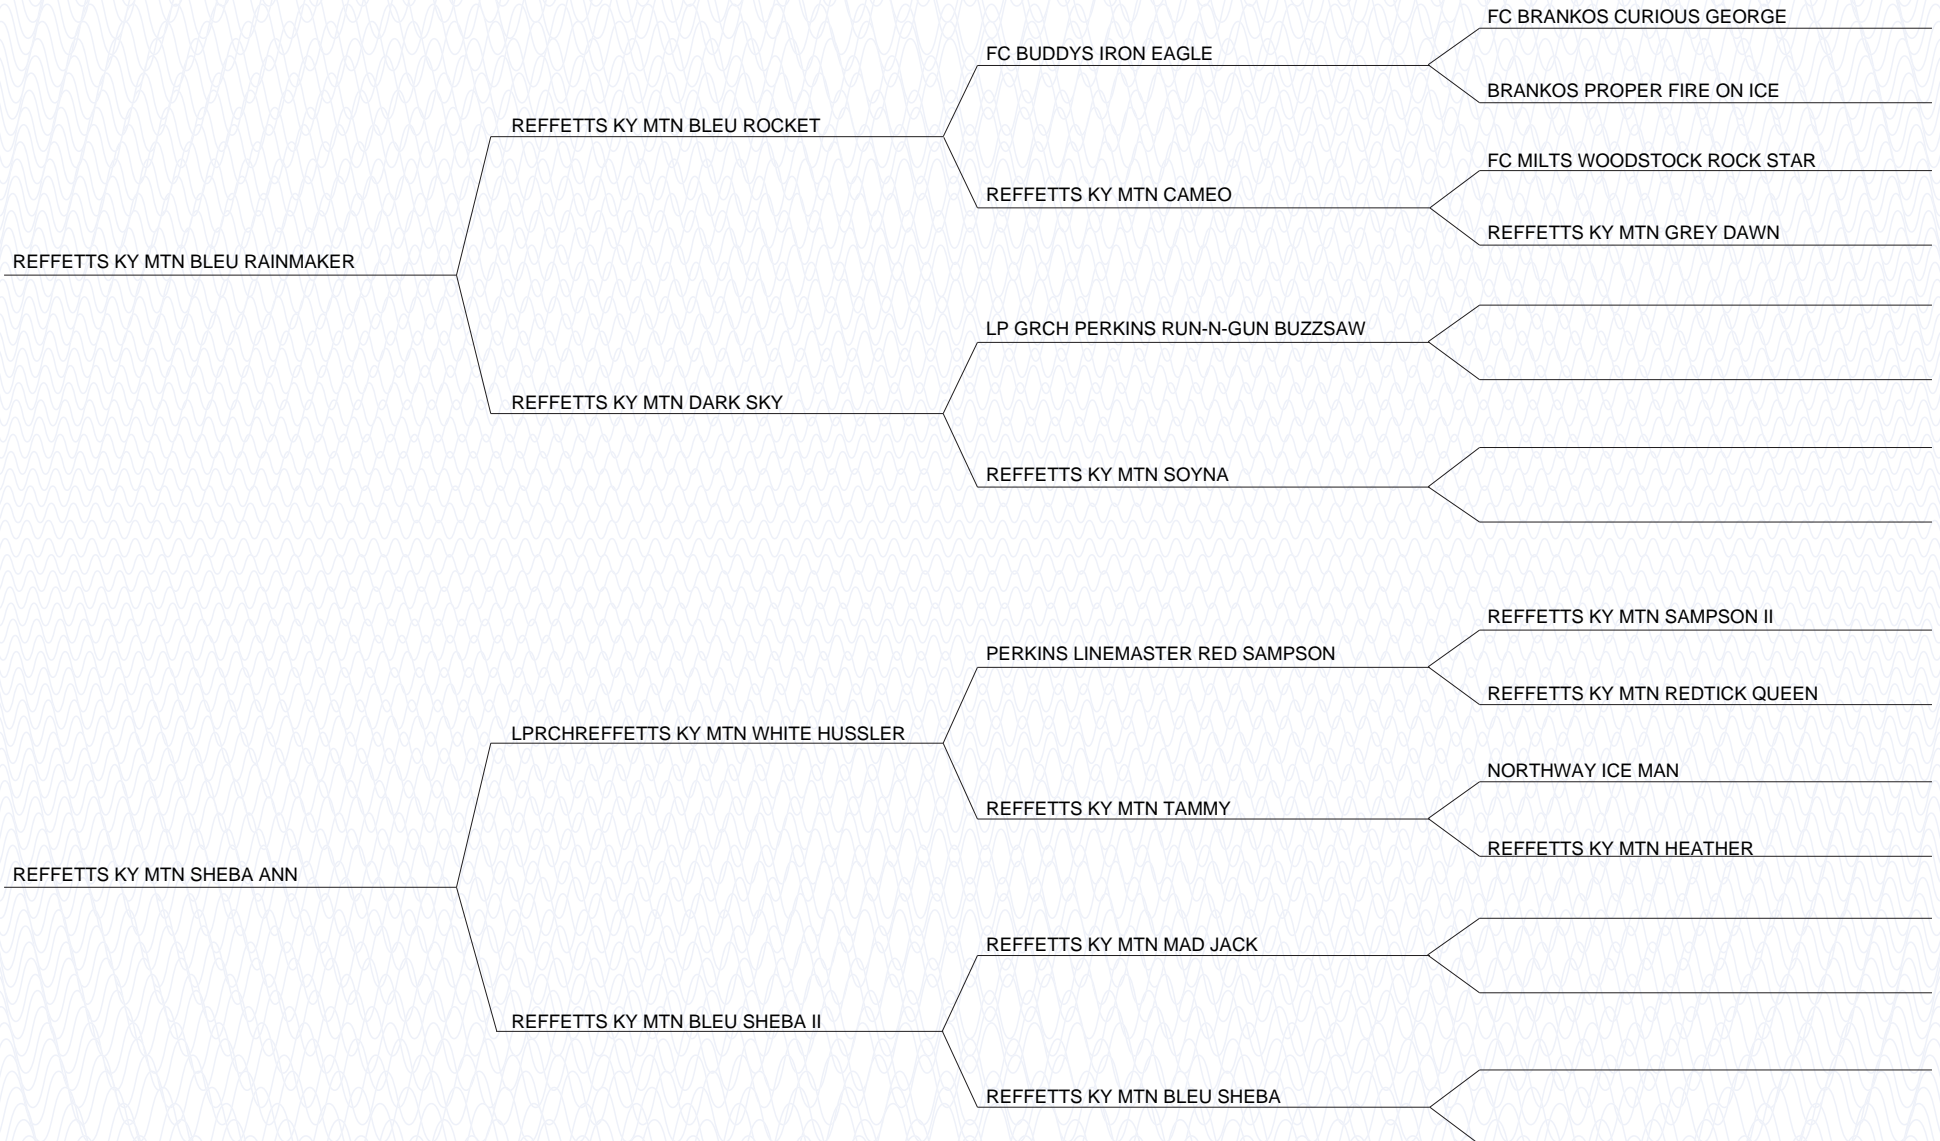 FC BRANKOS CURIOUS GEORGE
FC BUDDYS IRON EAGLE
BRANKOS PROPER FIRE ON ICE
REFFETTS KY MTN BLEU ROCKET
FC MILTS WOODSTOCK ROCK STAR
REFFETTS KY MTN CAMEO
REFFETTS KY MTN GREY DAWN
REFFETTS KY MTN BLEU RAINMAKER
LP GRCH PERKINS RUN-N-GUN BUZZSAW
REFFETTS KY MTN DARK SKY
REFFETTS KY MTN SOYNA
REFFETTS KY MTN SAMPSON II
PERKINS LINEMASTER RED SAMPSON
REFFETTS KY MTN REDTICK QUEEN
LPRCHREFFETTS KY MTN WHITE HUSSLER
NORTHWAY ICE MAN
REFFETTS KY MTN TAMMY
REFFETTS KY MTN HEATHER
REFFETTS KY MTN SHEBA ANN
REFFETTS KY MTN MAD JACK
REFFETTS KY MTN BLEU SHEBA II
REFFETTS KY MTN BLEU SHEBA